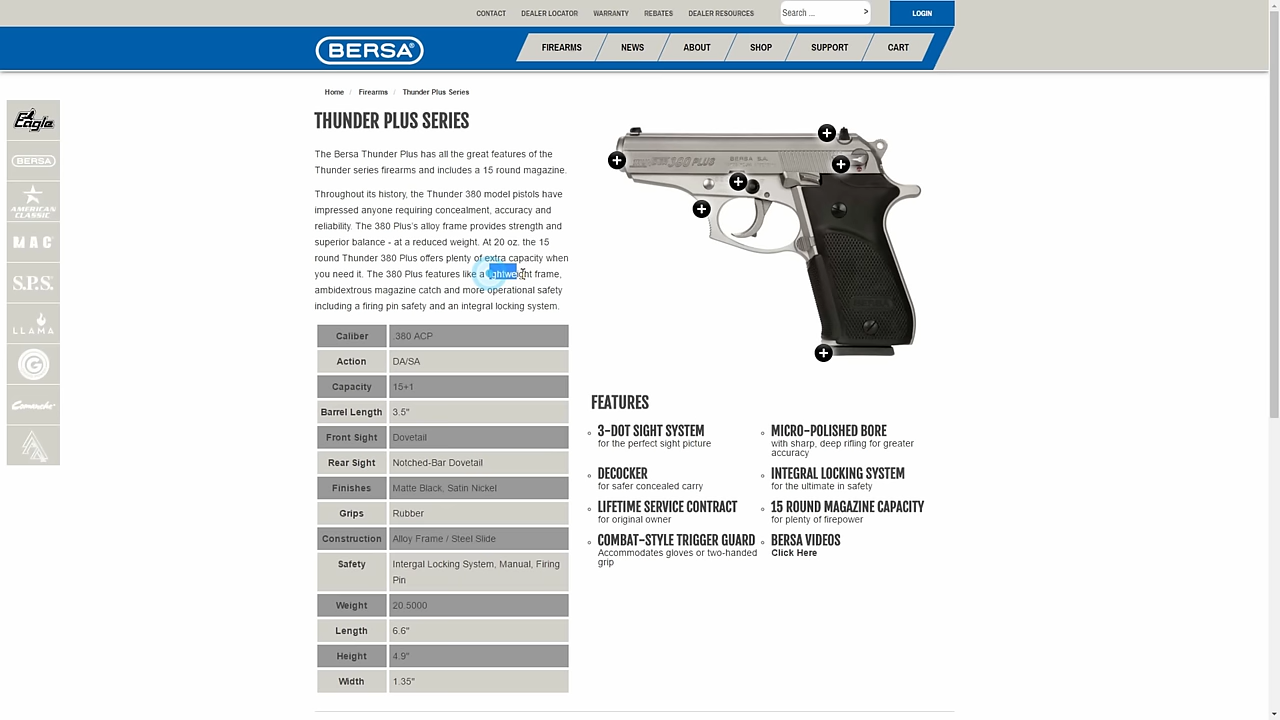 CONTACT DEALER LOCATOR WARRANTY REBATES DEALER RESOURCES Search ... > LOGIN
BERSA
FIREARMS NEWS ABOUT SHOP SUPPORT CART
Home / Firearms / Thunder Plus Series
Eagle
BERSA
AMERICAN CLASSIC
MAC
S.P.S.
LLAMA
G
Comanche
THUNDER PLUS SERIES
The Bersa Thunder Plus has all the great features of the
Thunder series firearms and includes a 15 round magazine.
Throughout its history, the Thunder 380 model pistols have
impressed anyone requiring concealment, accuracy and
reliability. The 380 Plus's alloy frame provides strength and
superior balance - at a reduced weight. At 20 oz. the 15
round Thunder 380 Plus offers plenty of extra capacity when
you need it. The 380 Plus features like a lightweight frame,
ambidextrous magazine catch and more operational safety
including a firing pin safety and an integral locking system.
Caliber .380 ACP
Action DA/SA
Capacity 15+1
Barrel Length 3.5"
Front Sight Dovetail
Rear Sight Notched-Bar Dovetail
Finishes Matte Black, Satin Nickel
Grips Rubber
Construction Alloy Frame / Steel Slide
Safety Intergal Locking System, Manual, Firing
Pin
Weight 20.5000
Length 6.6"
Height 4.9"
Width 1.35"
380 PLUS BERSA S.A.
FEATURES
3-DOT SIGHT SYSTEM
for the perfect sight picture
MICRO-POLISHED BORE
with sharp, deep rifling for greater
accuracy
DECOCKER
for safer concealed carry
INTEGRAL LOCKING SYSTEM
for the ultimate in safety
LIFETIME SERVICE CONTRACT
for original owner
15 ROUND MAGAZINE CAPACITY
for plenty of firepower
COMBAT-STYLE TRIGGER GUARD
Accommodates gloves or two-handed
grip
BERSA VIDEOS
Click Here